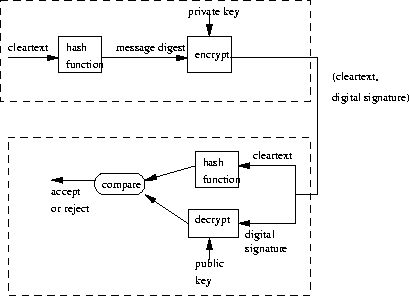 private key
cleartext
hash
function
message digest
encrypt
(cleartext,
digital signature)
hash
function
cleartext
compare
accept
or reject
decrypt
digital
signature
public
key